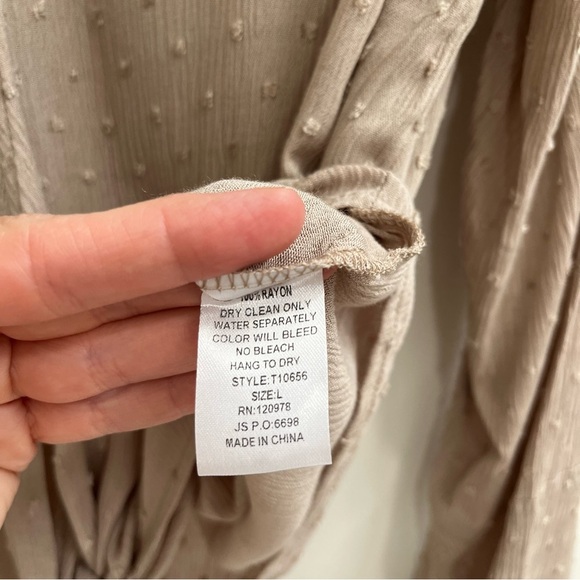 100% RAYON
DRY CLEAN ONLY
WATER SEPARATELY
COLOR WILL BLEED
NO BLEACH
HANG TO DRY
STYLE:T10656
SIZE:L
RN:120978
JS P.O:6698
MADE IN CHINA